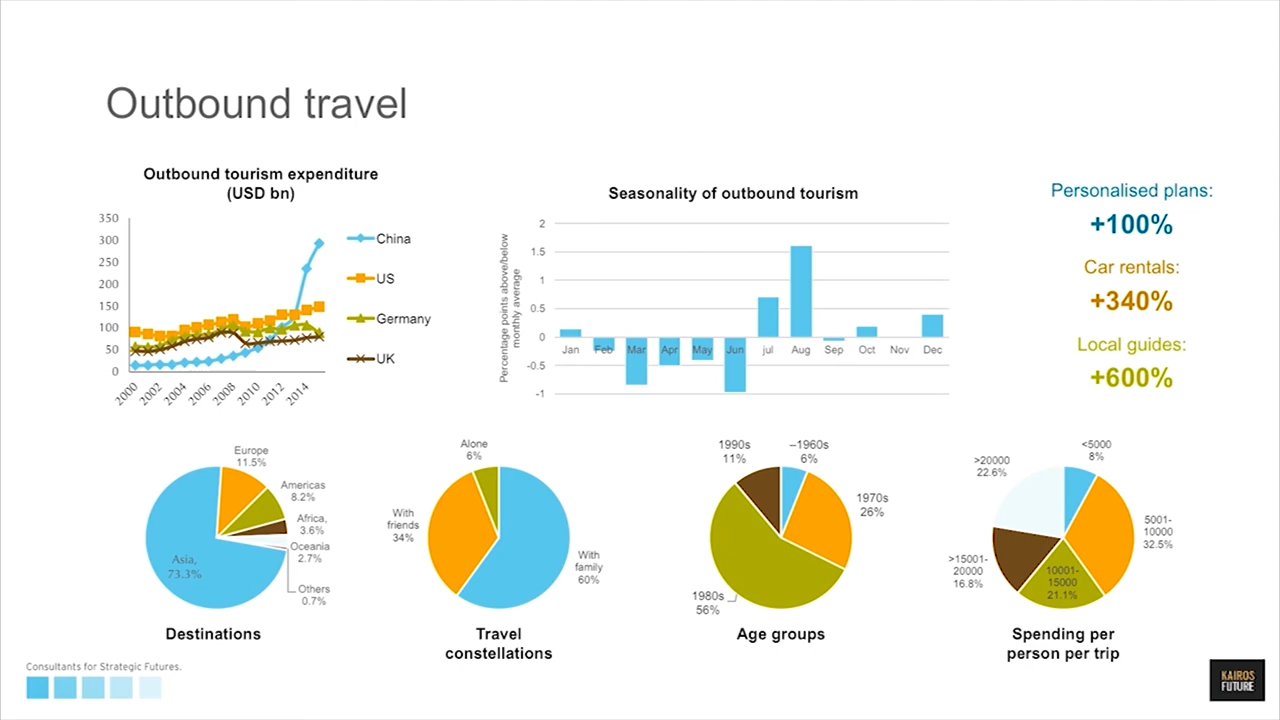 Outbound travel
Outbound tourism expenditure
(USD bn)
350
300
250
200
150
100
50
0
2000
2002
2004
2006
2008
2010
2012
2014
China
US
Germany
UK
Seasonality of outbound tourism
Percentage points above/below
monthly average
2
1.5
1
0.5
0
-0.5
-1
Jan
Feb
Mar
Apr
May
Jun
jul
Aug
Sep
Oct
Nov
Dec
Personalised plans:
+100%
Car rentals:
+340%
Local guides:
+600%
Europe
11.5%
Americas
8.2%
Africa,
3.6%
Oceania
2.7%
Others
0.7%
Asia,
73.3%
Destinations
Alone
6%
With
friends
34%
With
family
60%
Travel
constellations
1990s
11%
--1960s
6%
1970s
26%
1980s
56%
Age groups
<5000
8%
>20000
22.6%
5001-
10000
32.5%
>15001-
20000
16.8%
10001-
15000
21.1%
Spending per
person per trip
Consultants for Strategic Futures.
KAIROS
FUTURE